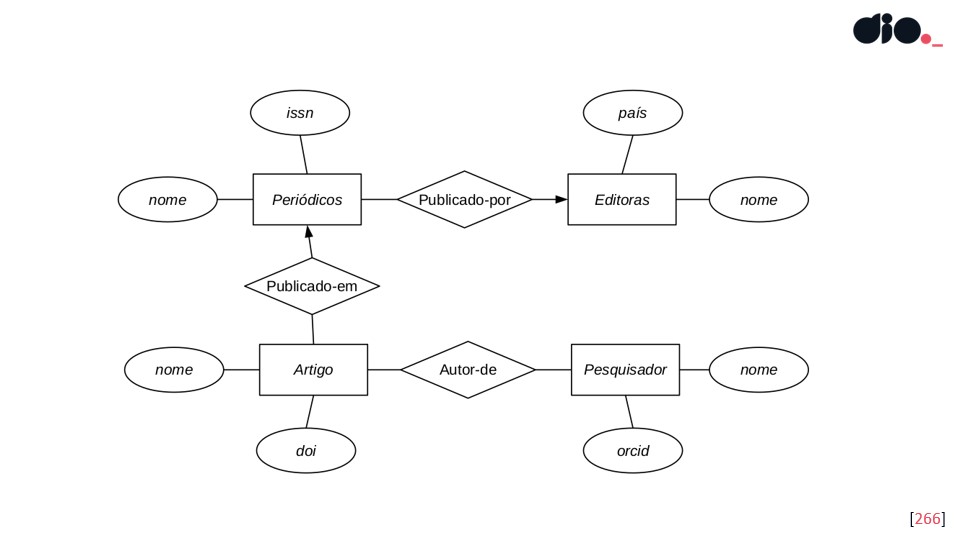 dio._
issn
país
nome
Periódicos
Publicado-por
Editoras
nome
Publicado-em
nome
Artigo
Autor-de
Pesquisador
nome
doi
orcid
[266]